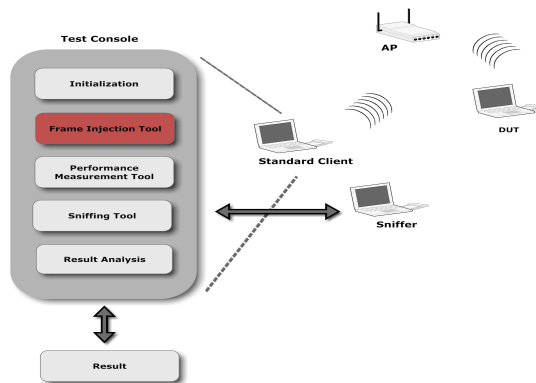 Test Console
Initialization
Frame Injection Tool
Performance
Measurement Tool
Sniffing Tool
Result Analysis
Result
AP
DUT
Standard Client
Sniffer